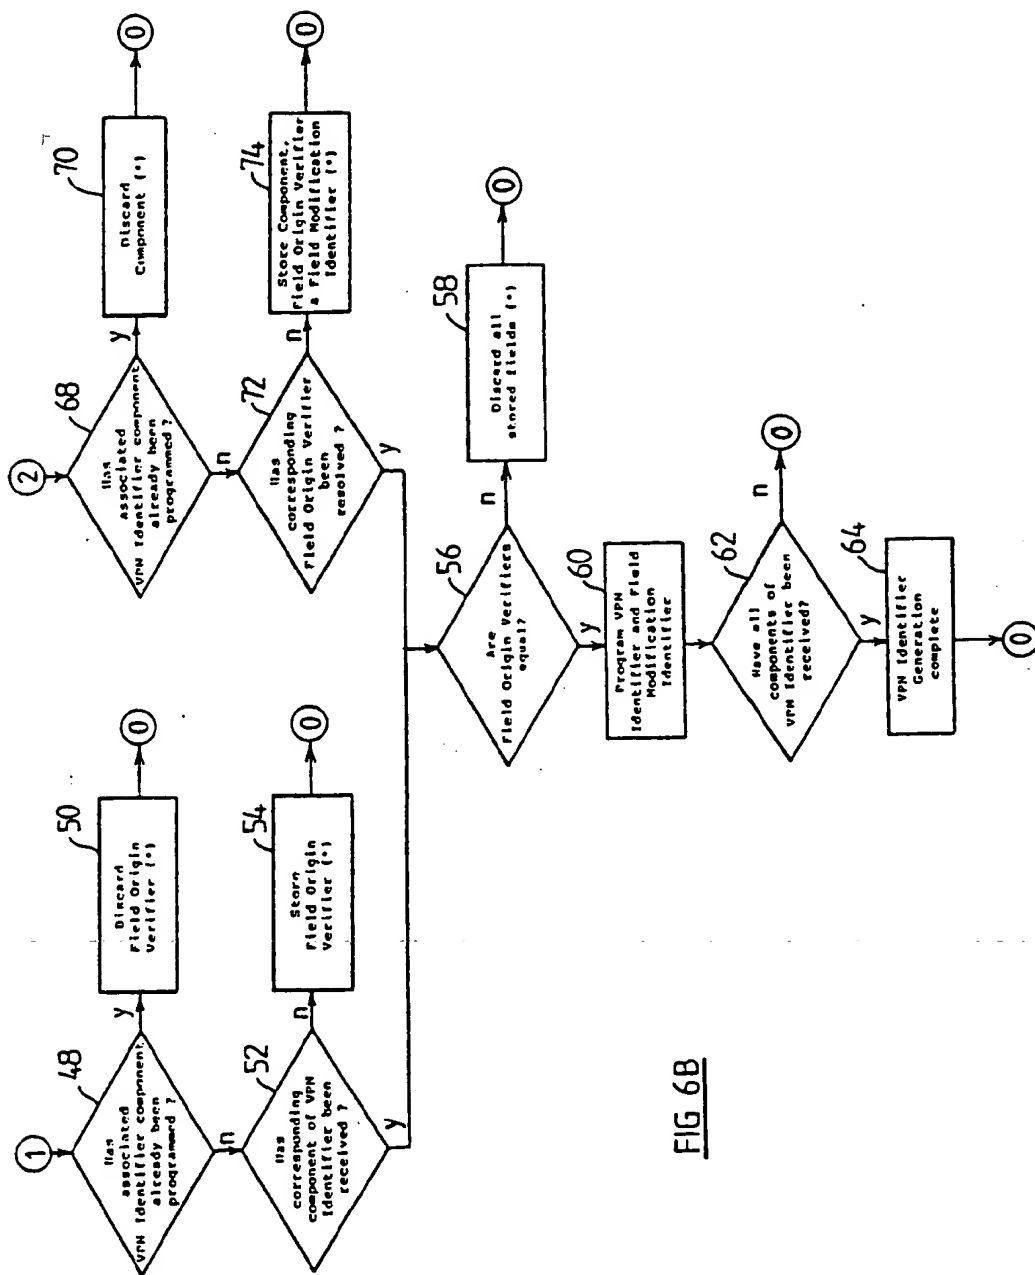 1
48
Has
associated
VPN Identifier component
already been
programmed ?
y
50
Discard
Field Origin
Verifier (*)
0
n
52
Has
corresponding
component of VPN
Identifier been
received ?
n
54
Store
Field Origin
Verifier (*)
0
y
2
68
Has
associated
VPN Identifier component
already been
programmed ?
y
70
Discard
Component (*)
0
n
72
Has
corresponding
Field Origin Verifier
been
resolved ?
n
74
Store Component,
Field Origin Verifier
a Field Modification
Identifier (*)
0
y
56
Are
Field Origin Verifiers
equal?
n
58
Discard all
stored fields (*)
0
y
60
Program VPN
Identifier and Field
Modification
Identifier
62
Have all
components of
VPN Identifier been
received?
n
0
y
64
VPN Identifier
Generation
complete
0
FIG 6B